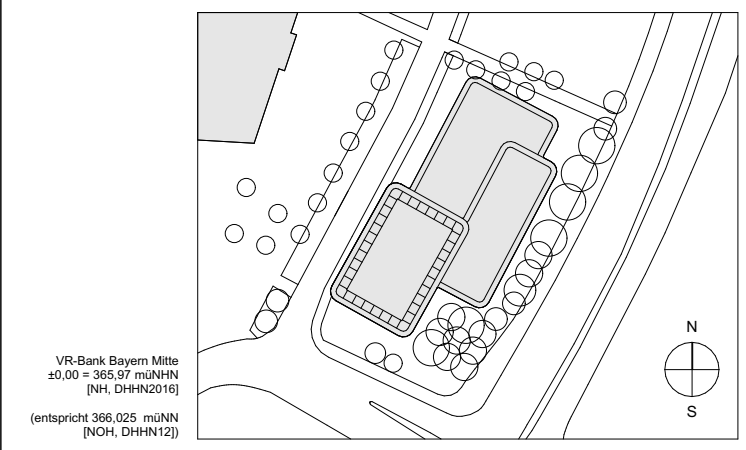 VR-Bank Bayern Mitte
±0,00 = 365,97 müNHN
[NH, DHHN2016]
(entspricht 366,025 müNN
[NOH, DHHN12])
N
S